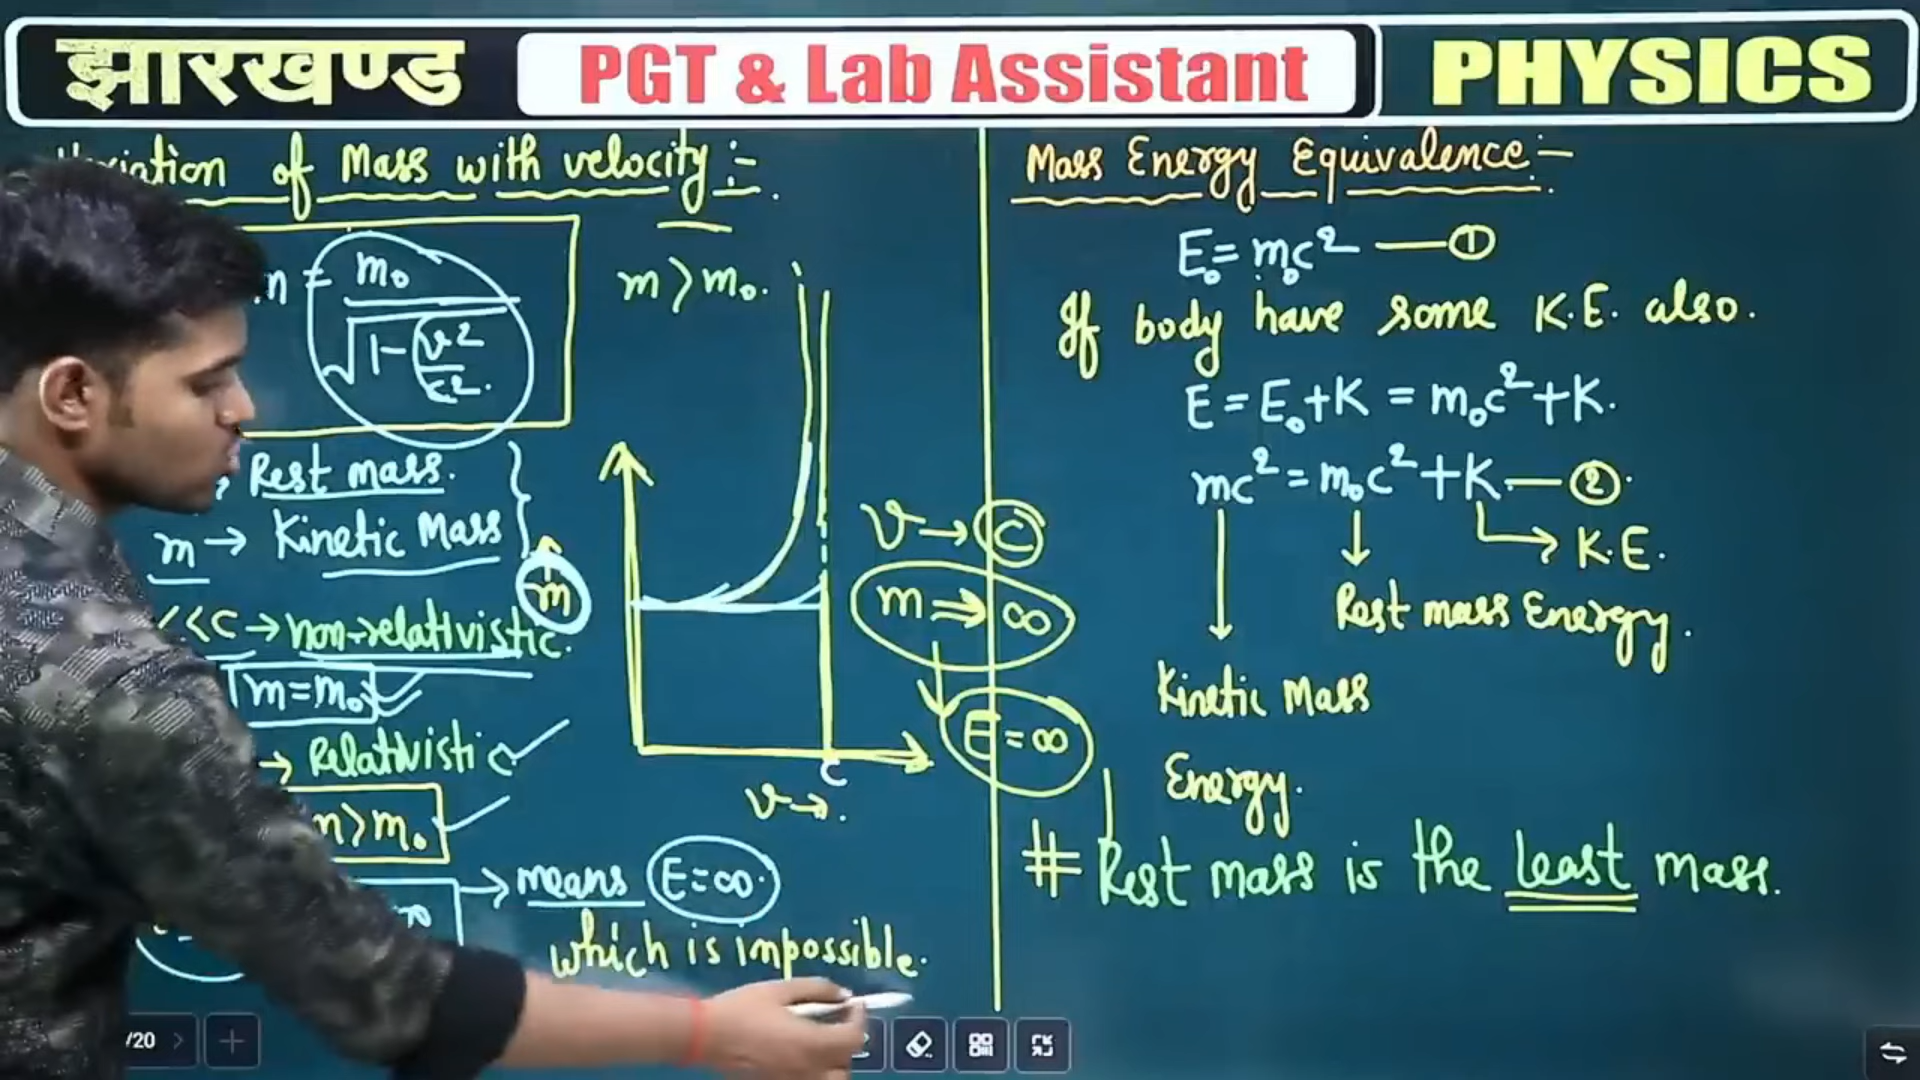 झारखण्ड PGT & Lab Assistant PHYSICS
of Mass with velocity :-
m = m₀ / √(1 - v²/c²)
m > m₀.
Rest mass.
m → Kinetic Mass
<<C → non-relativistic.
m = m₀
→ Relativistic
m > m₀
→ means E = ∞.
which is impossible.
m
C
v →.
v → C
m ⇒ ∞
E = ∞
Mass Energy Equivalence :-
E₀ = m₀c² — ①
If body have some K.E. also.
E = E₀ + K = m₀c² + K.
mc² = m₀c² + K — ②.
→ K.E.
Rest mass Energy.
Kinetic Mass
Energy.
# Rest mass is the least mass.
/20